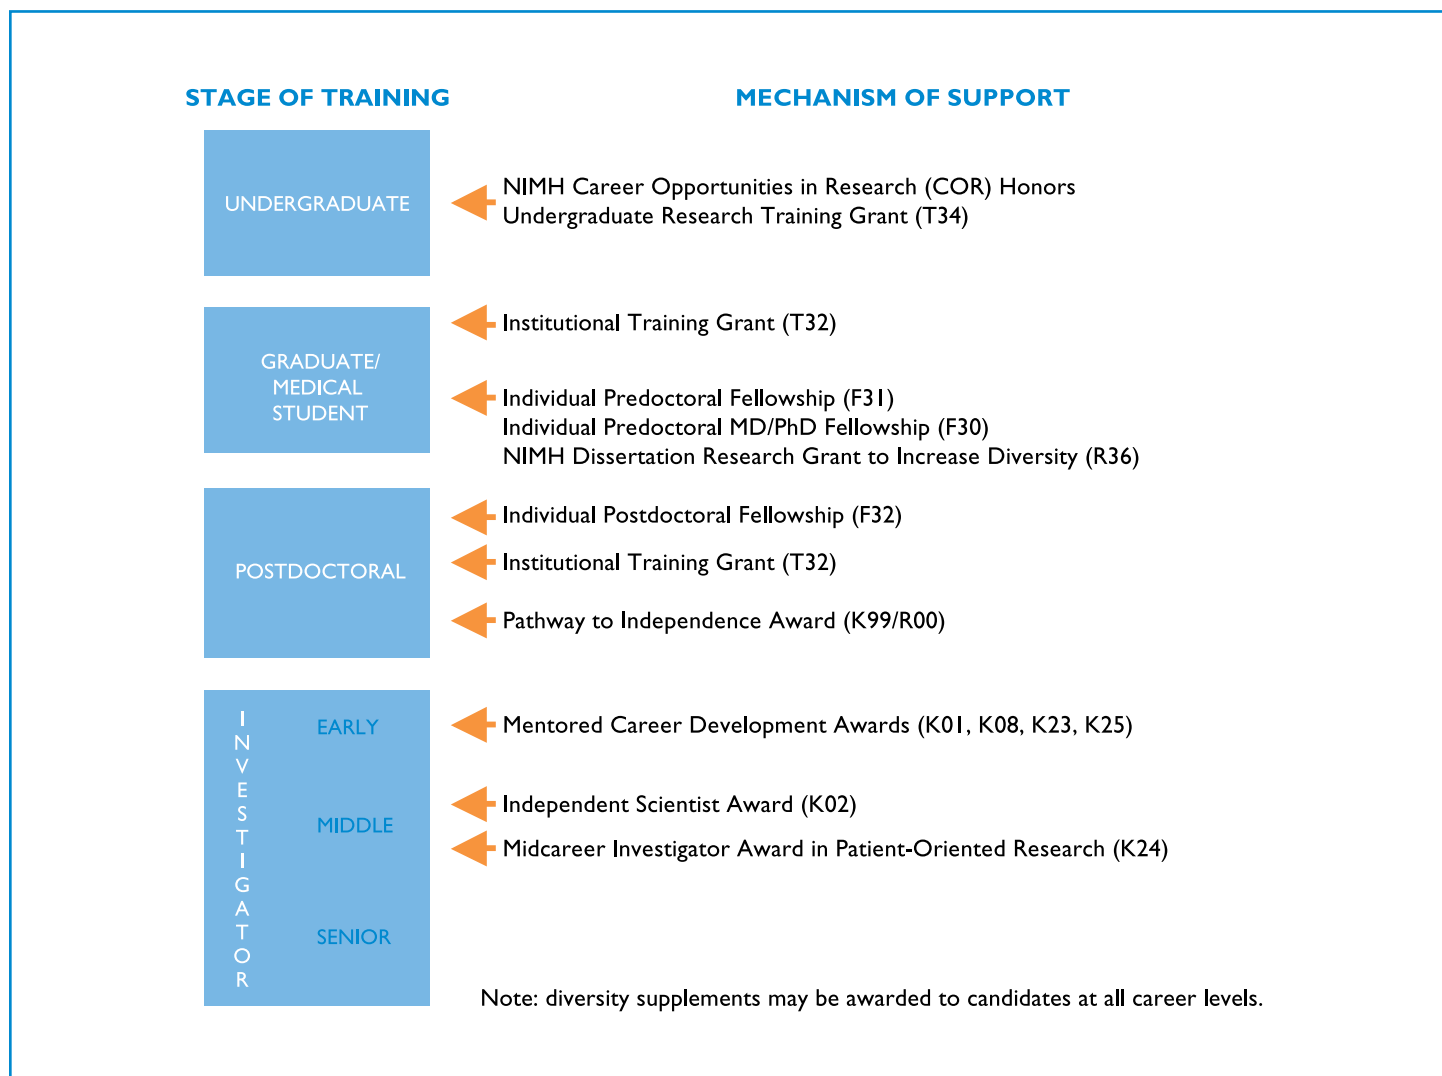 STAGE OF TRAINING
MECHANISM OF SUPPORT
UNDERGRADUATE
NIMH Career Opportunities in Research (COR) Honors
Undergraduate Research Training Grant (T34)
GRADUATE/
MEDICAL
STUDENT
Institutional Training Grant (T32)
Individual Predoctoral Fellowship (F31)
Individual Predoctoral MD/PhD Fellowship (F30)
NIMH Dissertation Research Grant to Increase Diversity (R36)
POSTDOCTORAL
Individual Postdoctoral Fellowship (F32)
Institutional Training Grant (T32)
Pathway to Independence Award (K99/R00)
INVESTIGATOR
EARLY
Mentored Career Development Awards (K01, K08, K23, K25)
MIDDLE
Independent Scientist Award (K02)
Midcareer Investigator Award in Patient-Oriented Research (K24)
SENIOR
Note: diversity supplements may be awarded to candidates at all career levels.